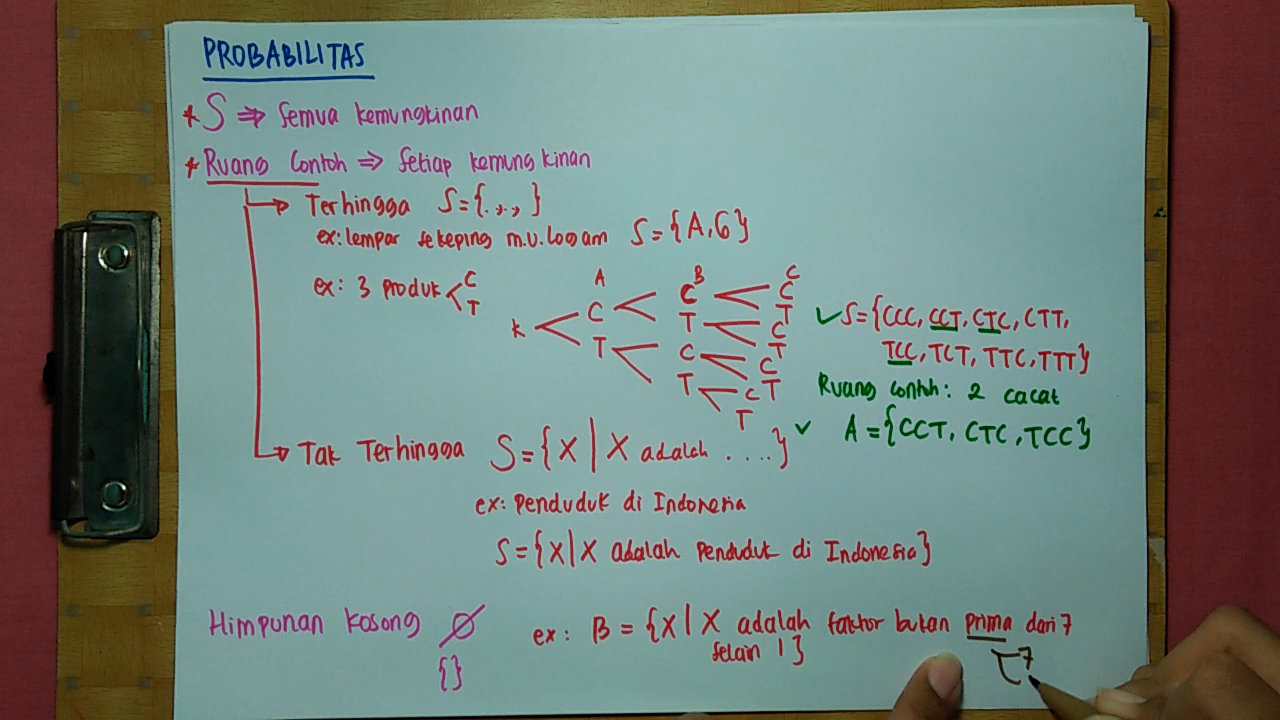 PROBABILITAS
* S ⇒ Semua kemungkinan
* Ruang Contoh ⇒ Setiap kemungkinan
→ Terhingga S={.,.,}
ex: lempar sekeping m.u.logam S={A,G}
ex: 3 Produk < C
T
A B C
K C C C
T
T C
T
T C C
T
T C
T
✓ S={CCC, CCT, CTC, CTT,
TCC, TCT, TTC, TTT}
Ruang Contoh: 2 cacat
✓ A={CCT, CTC, TCC}
→ Tak Terhingga S={X | X adalah ....}
ex: Penduduk di Indonesia
S={X|X adalah Penduduk di Indonesia}
Himpunan Kosong Ø
{}
ex: B = {X | X adalah faktor bukan prima dari 7
selain 1}
7